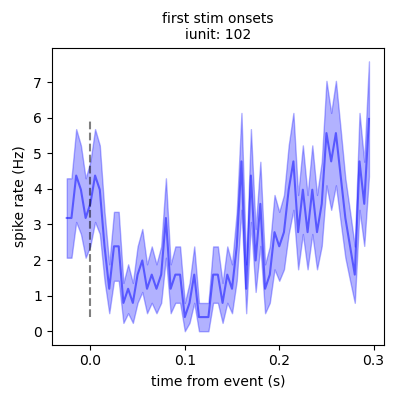 first stim onsets
iunit: 102
spike rate (Hz)
7
6
5
4
3
2
1
0
0.0 0.1 0.2 0.3
time from event (s)